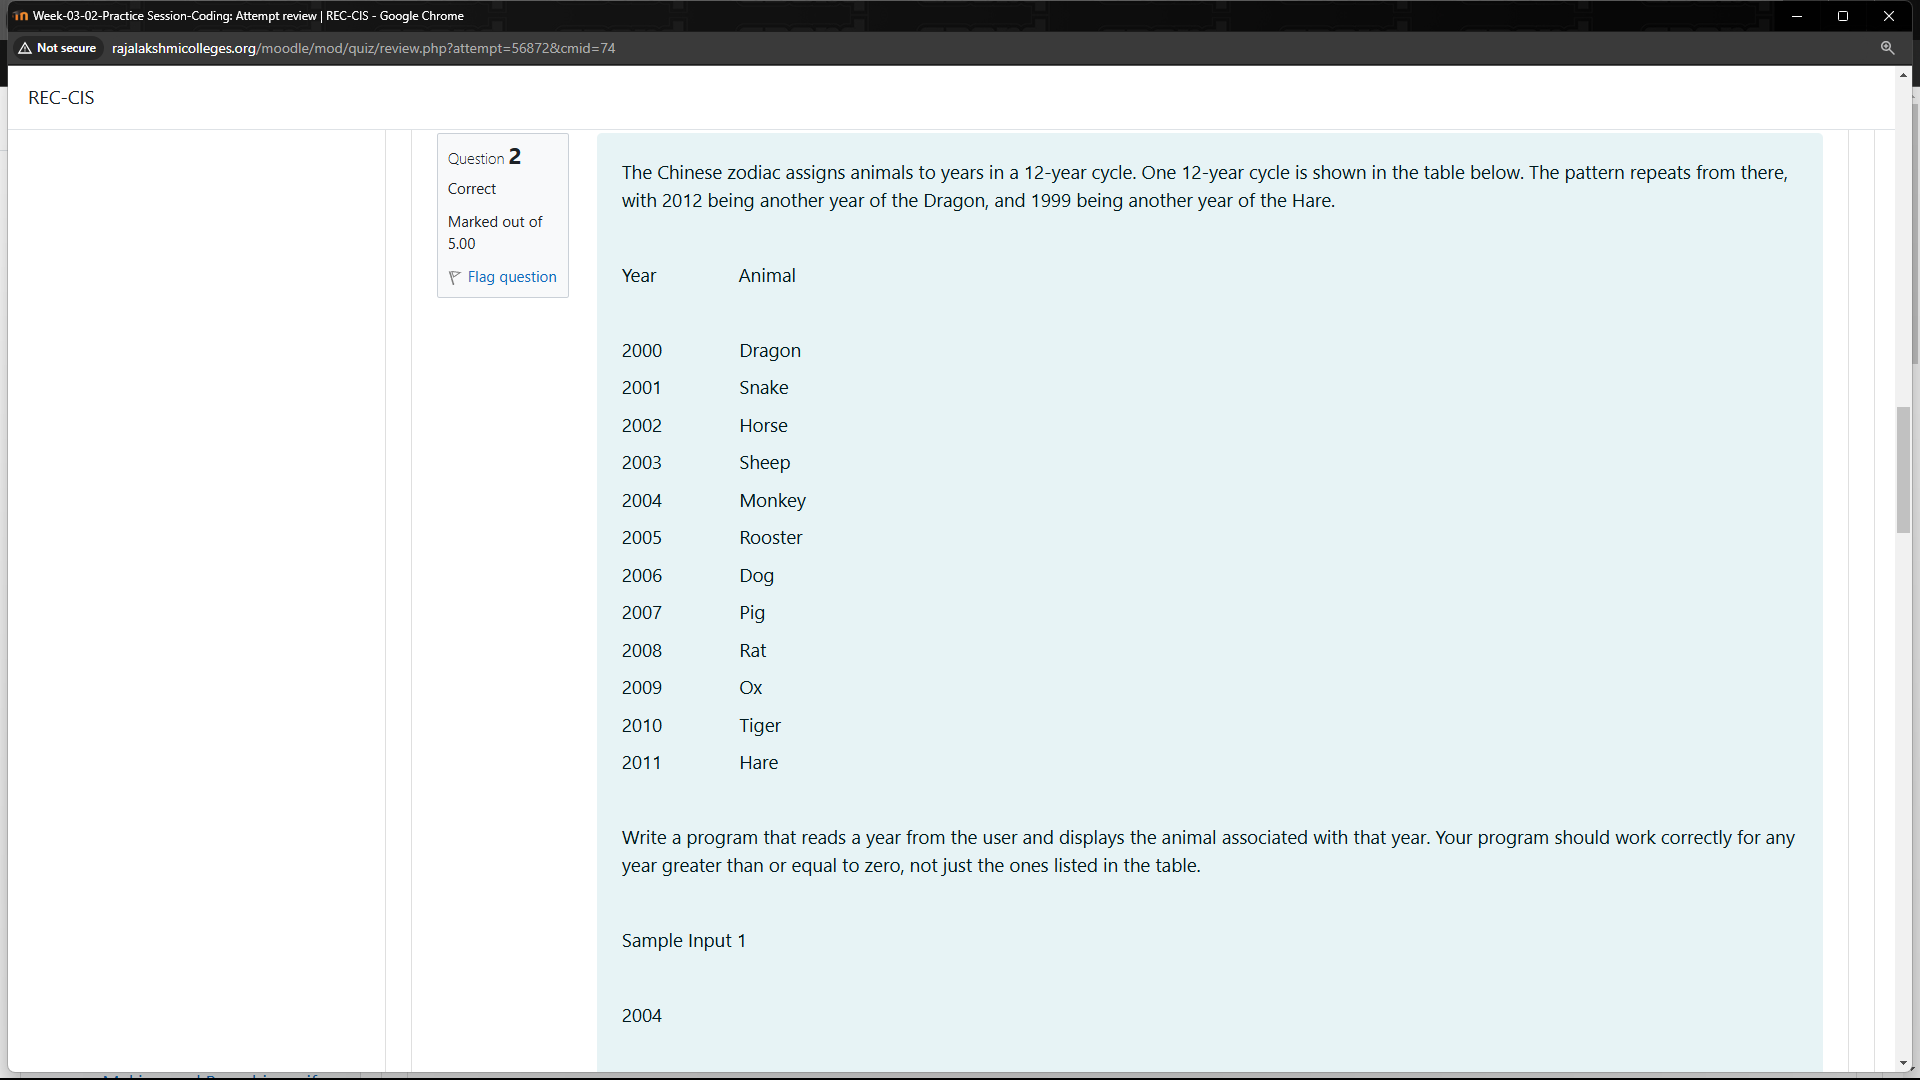 Week-03-02-Practice Session-Coding: Attempt review | REC-CIS - Google Chrome
Not secure rajalakshmicolleges.org/moodle/mod/quiz/review.php?attempt=56872&cmid=74
REC-CIS
Question 2
Correct
Marked out of
5.00
Flag question
The Chinese zodiac assigns animals to years in a 12-year cycle. One 12-year cycle is shown in the table below. The pattern repeats from there,
with 2012 being another year of the Dragon, and 1999 being another year of the Hare.
Year Animal
2000 Dragon
2001 Snake
2002 Horse
2003 Sheep
2004 Monkey
2005 Rooster
2006 Dog
2007 Pig
2008 Rat
2009 Ox
2010 Tiger
2011 Hare
Write a program that reads a year from the user and displays the animal associated with that year. Your program should work correctly for any
year greater than or equal to zero, not just the ones listed in the table.
Sample Input 1
2004